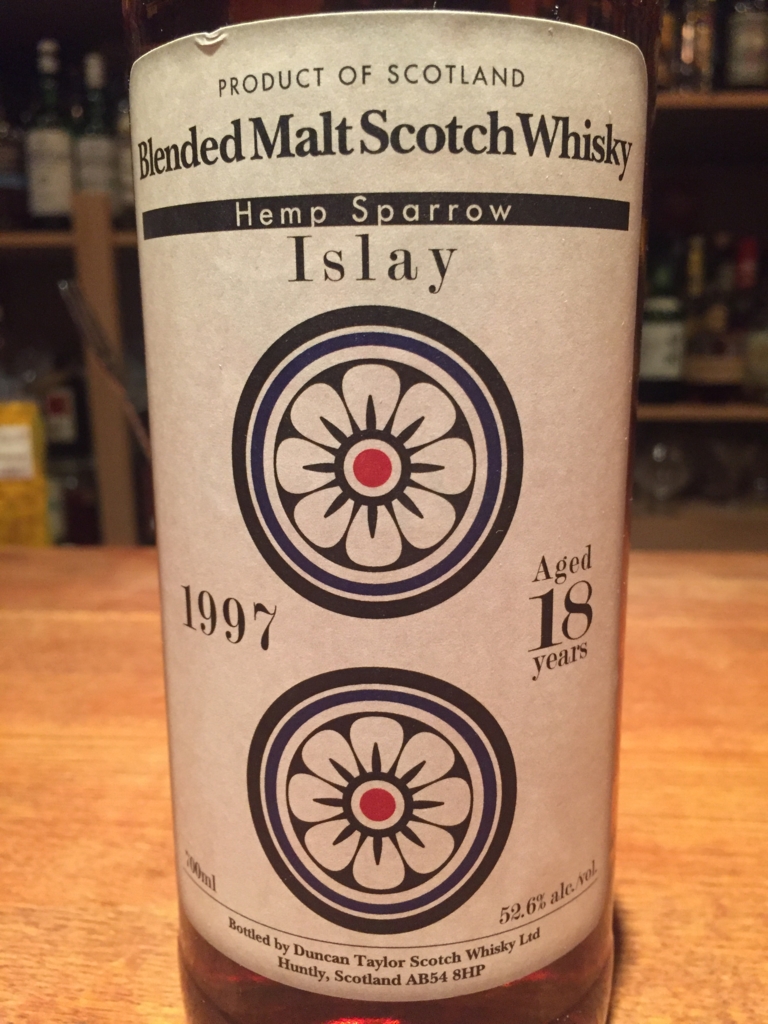 PRODUCT OF SCOTLAND
Blended Malt Scotch Whisky
Hemp Sparrow
Islay
1997
Aged
18
years
700ml
52.6% alc./vol.
Bottled by Duncan Taylor Scotch Whisky Ltd
Huntly, Scotland AB54 8HP